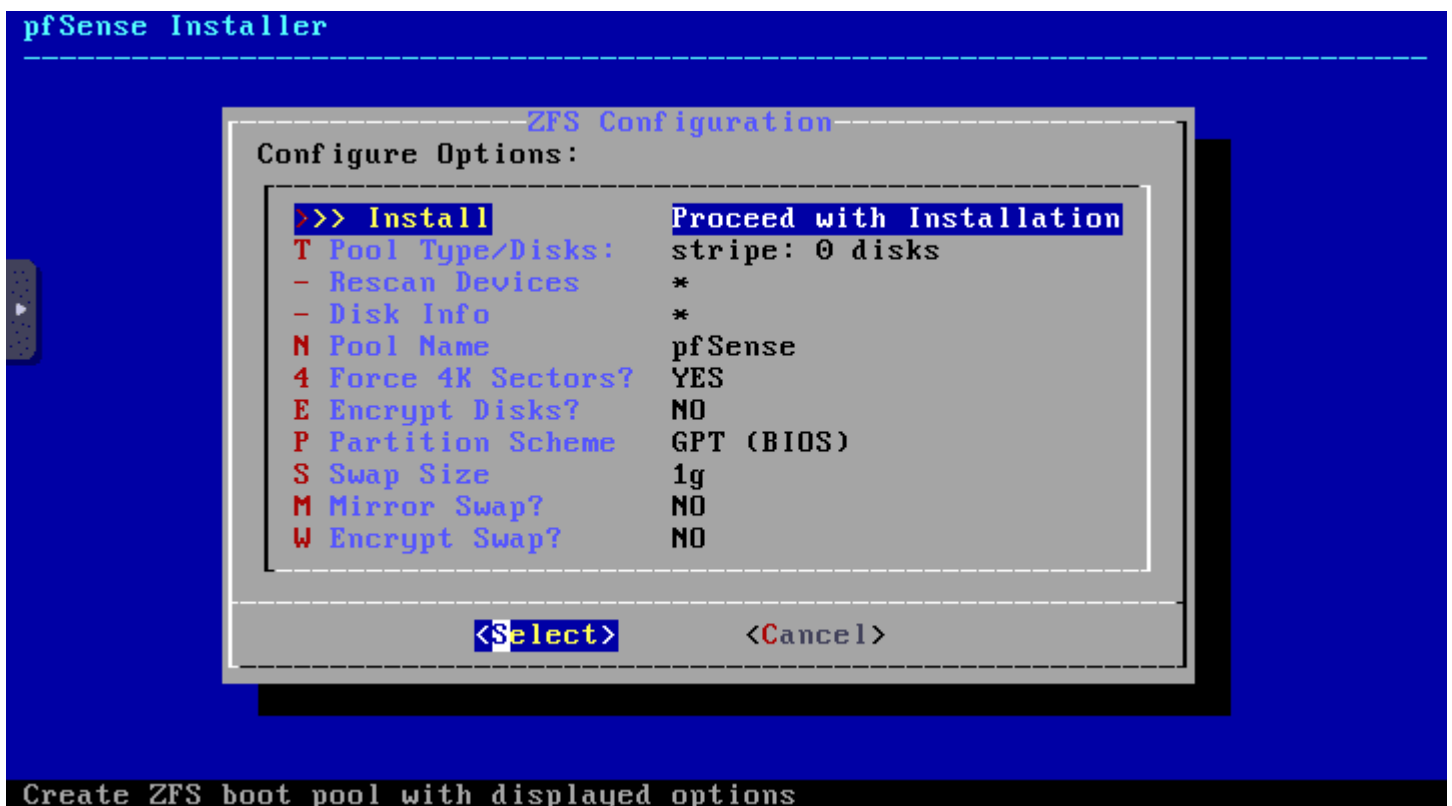 pfSense Installer
ZFS Configuration
Configure Options:
>>> Install Proceed with Installation
T Pool Type/Disks: stripe: 0 disks
- Rescan Devices *
- Disk Info *
N Pool Name pfSense
4 Force 4K Sectors? YES
E Encrypt Disks? NO
P Partition Scheme GPT (BIOS)
S Swap Size 1g
M Mirror Swap? NO
W Encrypt Swap? NO
<Select> <Cancel>
Create ZFS boot pool with displayed options